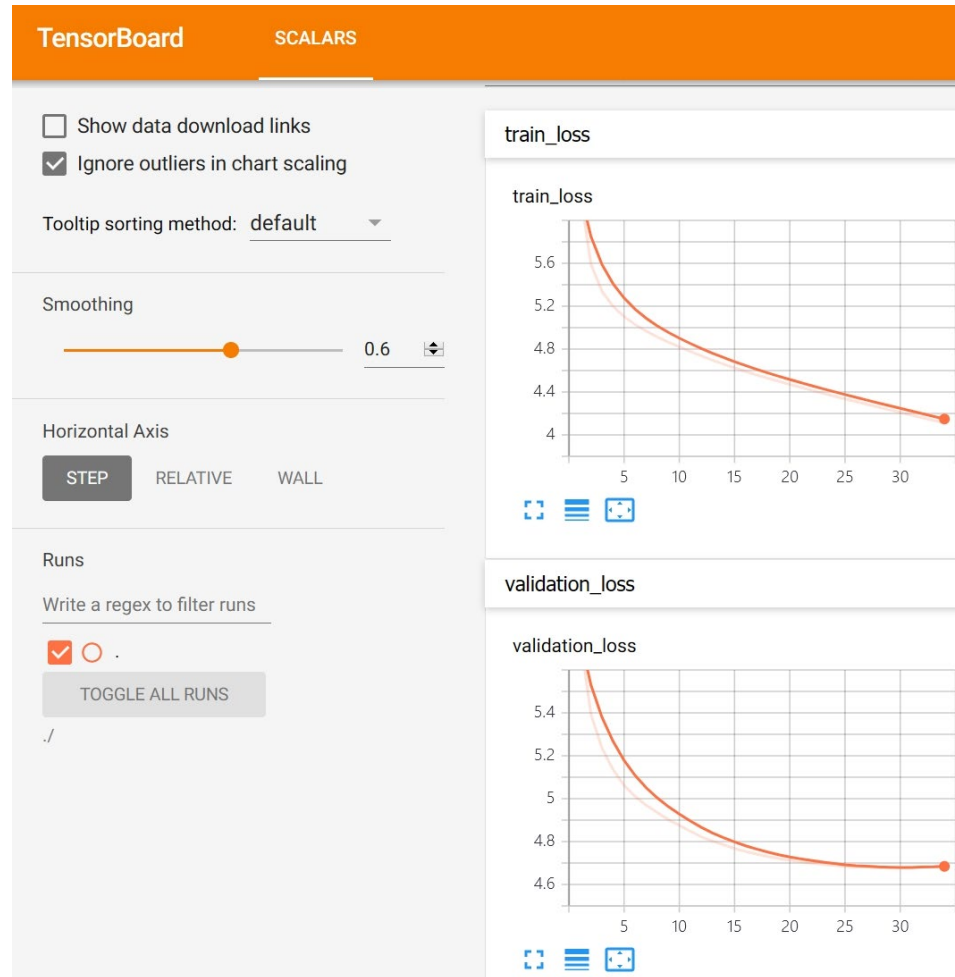 TensorBoard SCALARS
Show data download links
Ignore outliers in chart scaling
Tooltip sorting method: default
Smoothing
0.6
Horizontal Axis
STEP RELATIVE WALL
Runs
Write a regex to filter runs
.
TOGGLE ALL RUNS
./
train_loss
train_loss
5.6
5.2
4.8
4.4
4
5 10 15 20 25 30
validation_loss
validation_loss
5.4
5.2
5
4.8
4.6
5 10 15 20 25 30